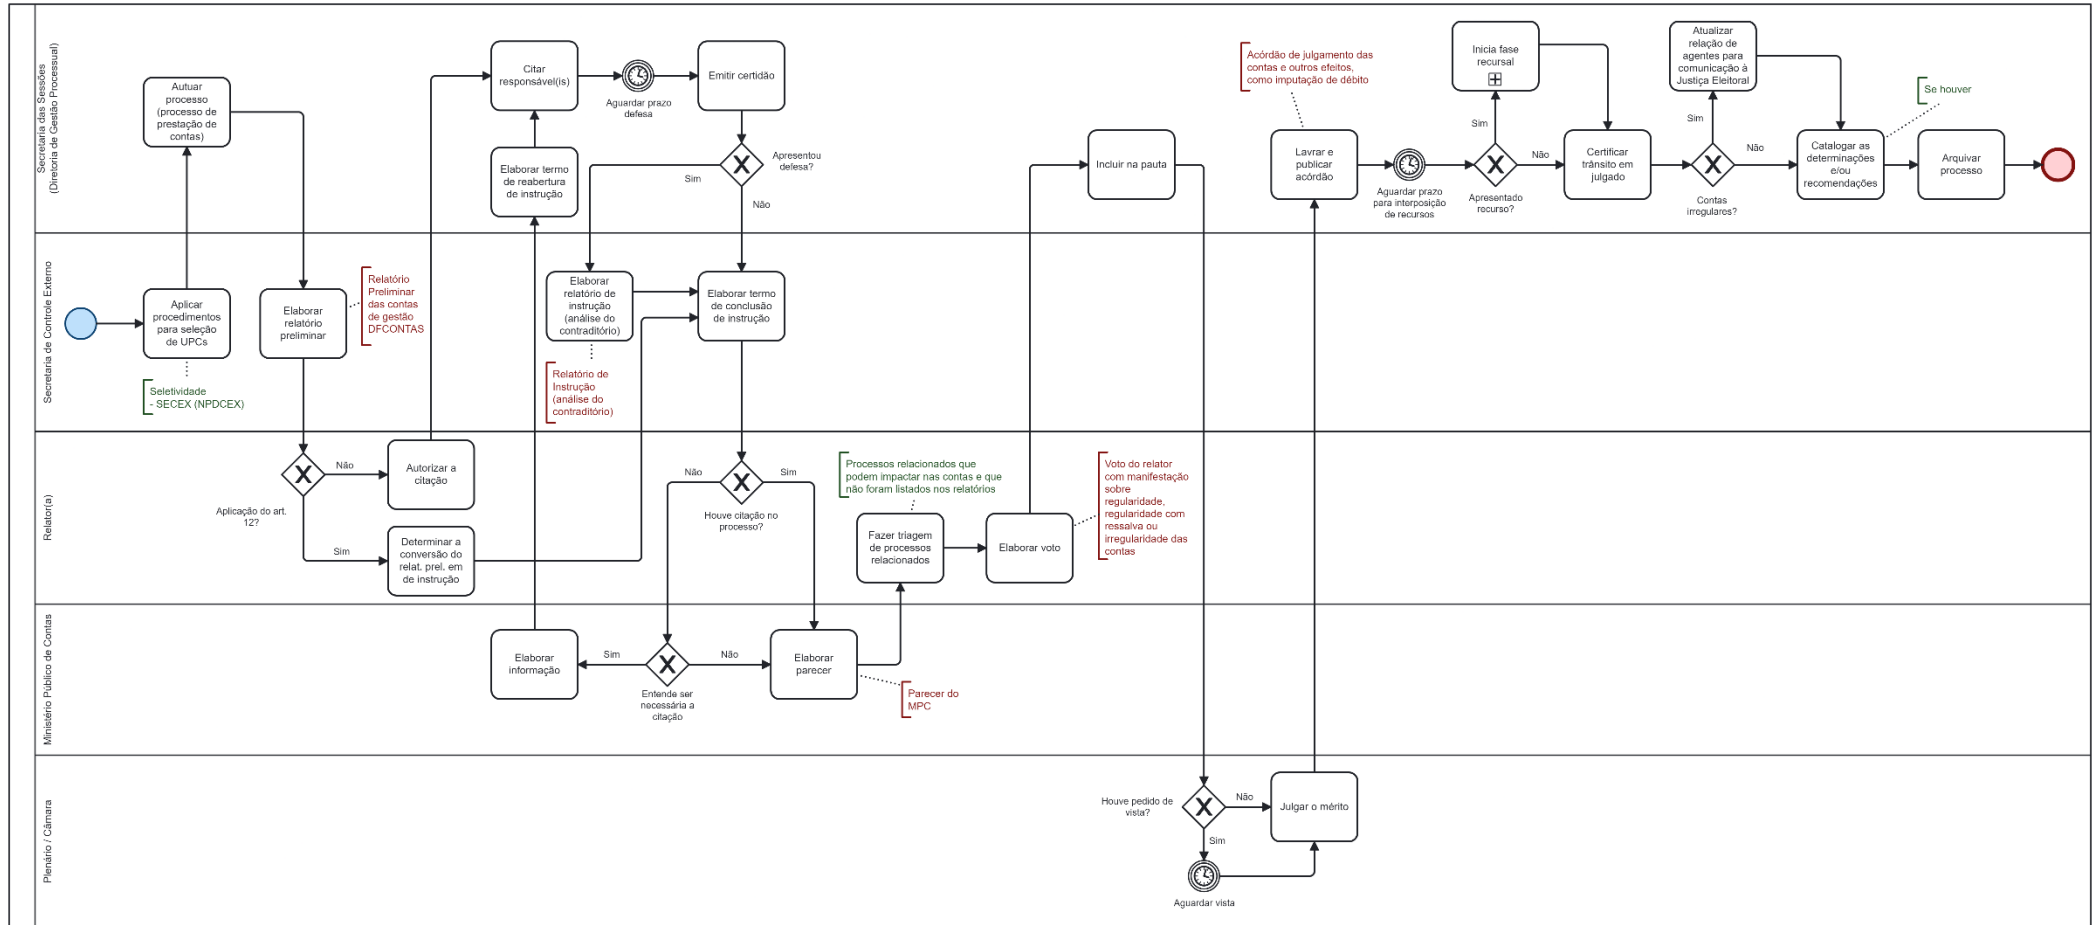 Secretaria das Sessões
(Diretoria de Gestão Processual)
Autuar
processo
(processo de
prestação de
contas)
Citar
responsável(is)
Aguardar prazo
defesa
Emitir certidão
Elaborar termo
de reabertura
de instrução
Apresentou
defesa?
Sim
Não
Incluir na pauta
Acórdão de julgamento das
contas e outros efeitos,
como imputação de débito
Lavrar e
publicar
acórdão
Aguardar prazo
para interposição
de recursos
Inicia fase
recursal
Sim
Apresentado
recurso?
Não
Certificar
trânsito em
julgado
Atualizar
relação de
agentes para
comunicação à
Justiça Eleitoral
Sim
Contas
irregulares?
Não
Catalogar as
determinações
e/ou
recomendações
Se houver
Arquivar
processo
Secretaria de Controle Externo
Aplicar
procedimentos
para seleção
de UPCs
Seletividade
- SECEX (NPDCEX)
Elaborar
relatório
preliminar
Relatório
Preliminar
das contas
de gestão
DFCONTAS
Elaborar
relatório de
instrução
(análise do
contraditório)
Relatório de
Instrução
(análise do
contraditório)
Elaborar termo
de conclusão
de instrução
Relator(a)
Aplicação do art.
12?
Não
Autorizar a
citação
Sim
Determinar a
conversão do
relat. prel. em
de instrução
Não
Sim
Houve citação no
processo?
Processos relacionados que
podem impactar nas contas e que
não foram listados nos relatórios
Fazer triagem
de processos
relacionados
Elaborar voto
Voto do relator
com manifestação
sobre
regularidade,
regularidade com
ressalva ou
irregularidade das
contas
Ministério Público de Contas
Elaborar
informação
Sim
Entende ser
necessária a
citação
Não
Elaborar
parecer
Parecer do
MPC
Plenário / Câmara
Houve pedido de
vista?
Não
Julgar o mérito
Sim
Aguardar vista